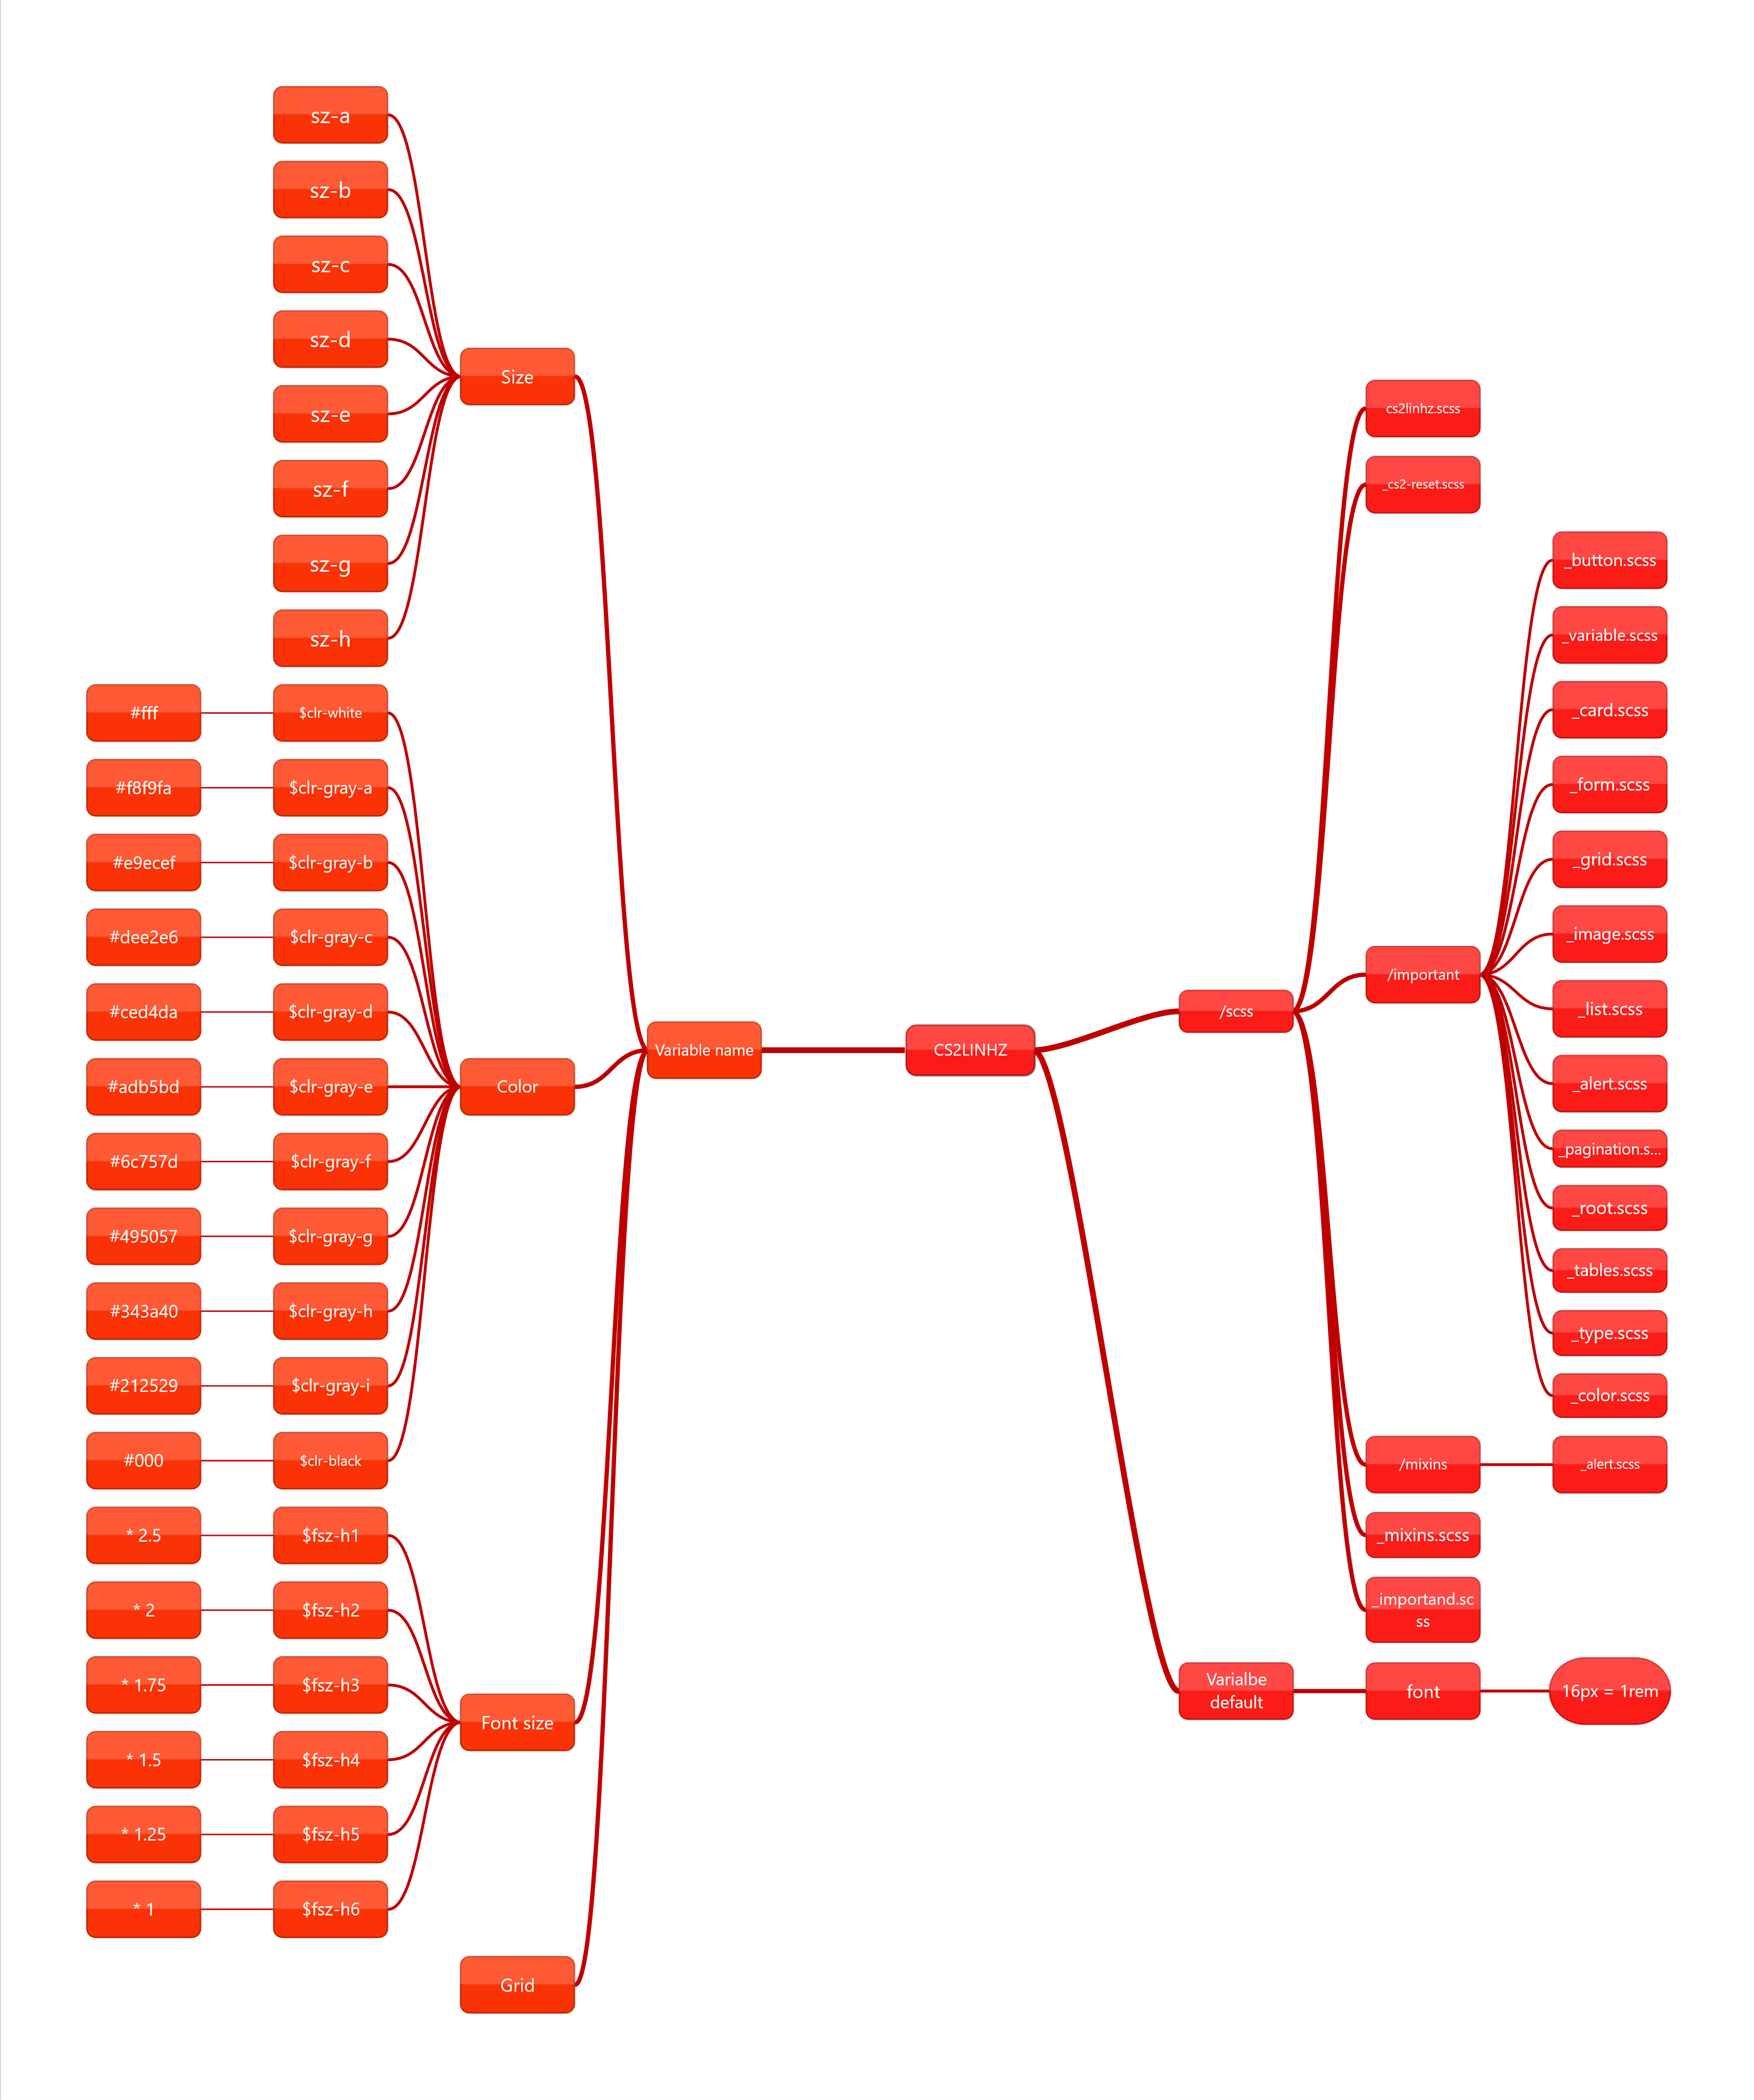 sz-a
sz-b
sz-c
sz-d
sz-e
sz-f
sz-g
sz-h
Size
#fff
$clr-white
#f8f9fa
$clr-gray-a
#e9ecef
$clr-gray-b
#dee2e6
$clr-gray-c
#ced4da
$clr-gray-d
#adb5bd
$clr-gray-e
#6c757d
$clr-gray-f
#495057
$clr-gray-g
#343a40
$clr-gray-h
#212529
$clr-gray-i
#000
$clr-black
Color
* 2.5
$fsz-h1
* 2
$fsz-h2
* 1.75
$fsz-h3
* 1.5
$fsz-h4
* 1.25
$fsz-h5
* 1
$fsz-h6
Font size
Grid
Variable name
CS2LINHZ
/scss
cs2linhz.scss
_cs2-reset.scss
/important
_button.scss
_variable.scss
_card.scss
_form.scss
_grid.scss
_image.scss
_list.scss
_alert.scss
_pagination.s...
_root.scss
_tables.scss
_type.scss
_color.scss
/mixins
_alert.scss
_mixins.scss
_importand.sc
ss
Varialbe
default
font
16px = 1rem